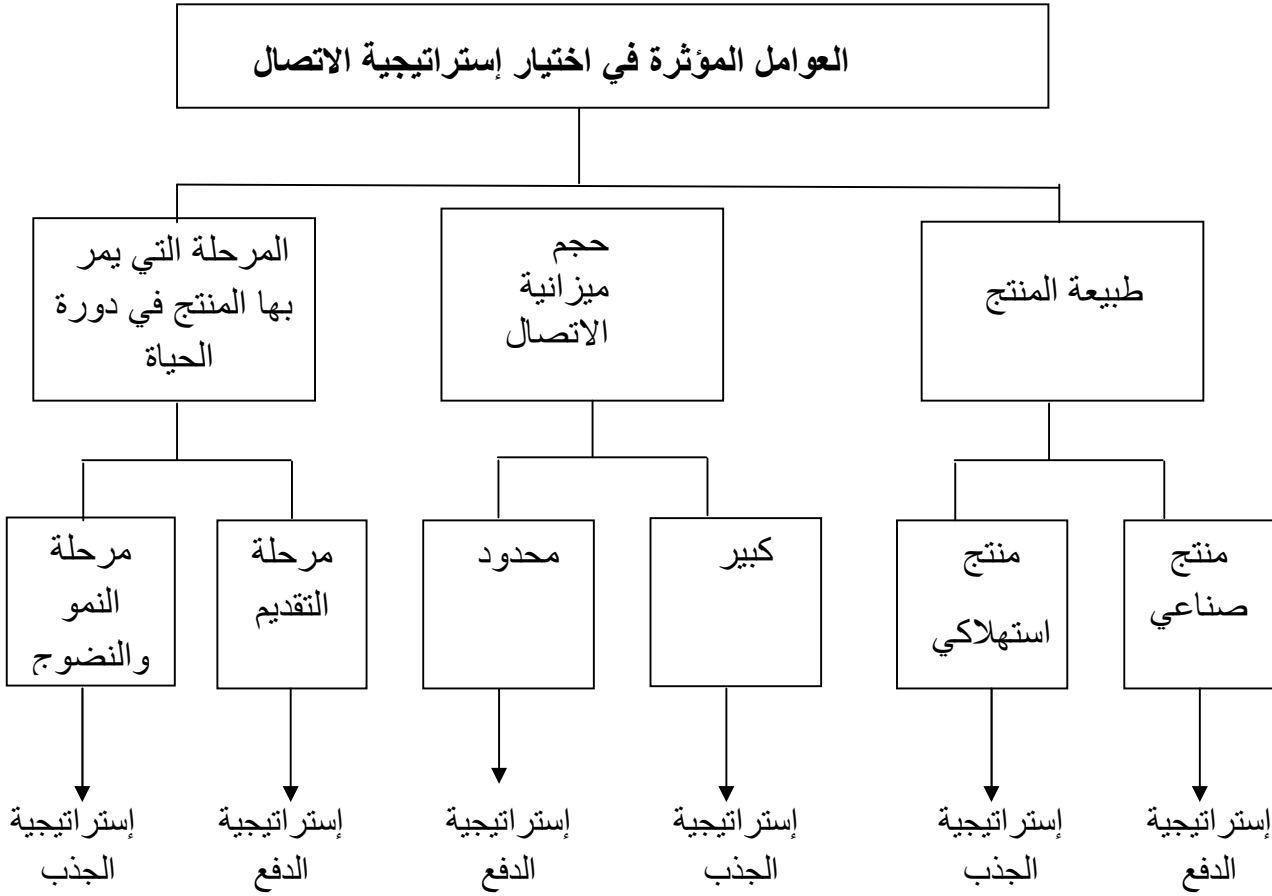 العوامل المؤثرة في اختيار إستراتيجية الاتصال
طبيعة المنتج
حجم
ميزانية
الاتصال
المرحلة التي يمر
بها المنتج في دورة
الحياة
منتج
صناعي
منتج
استهلاكي
كبير
محدود
مرحلة
التقديم
مرحلة
النمو
والنضوج
إستراتيجية
الدفع
إستراتيجية
الجذب
إستراتيجية
الجذب
إستراتيجية
الدفع
إستراتيجية
الدفع
إستراتيجية
الجذب